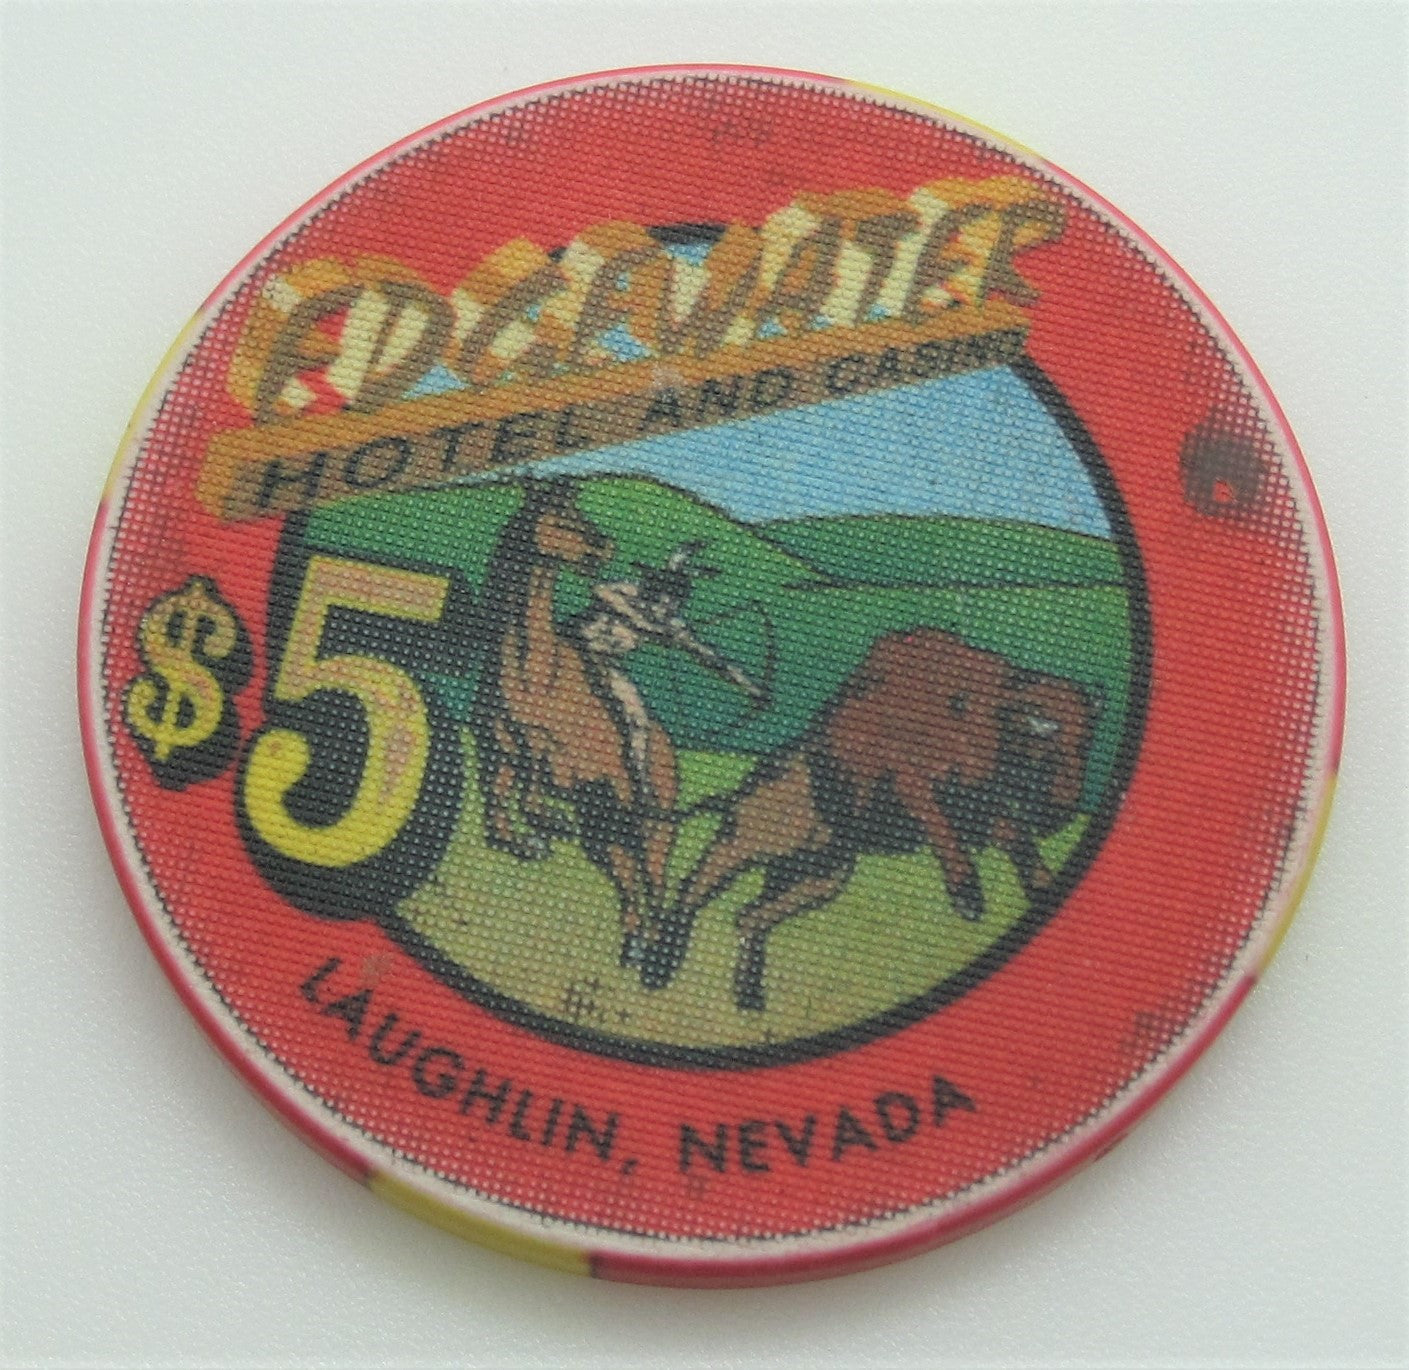 EDGEWATER
HOTEL AND CASINO
$5
LAUGHLIN, NEVADA